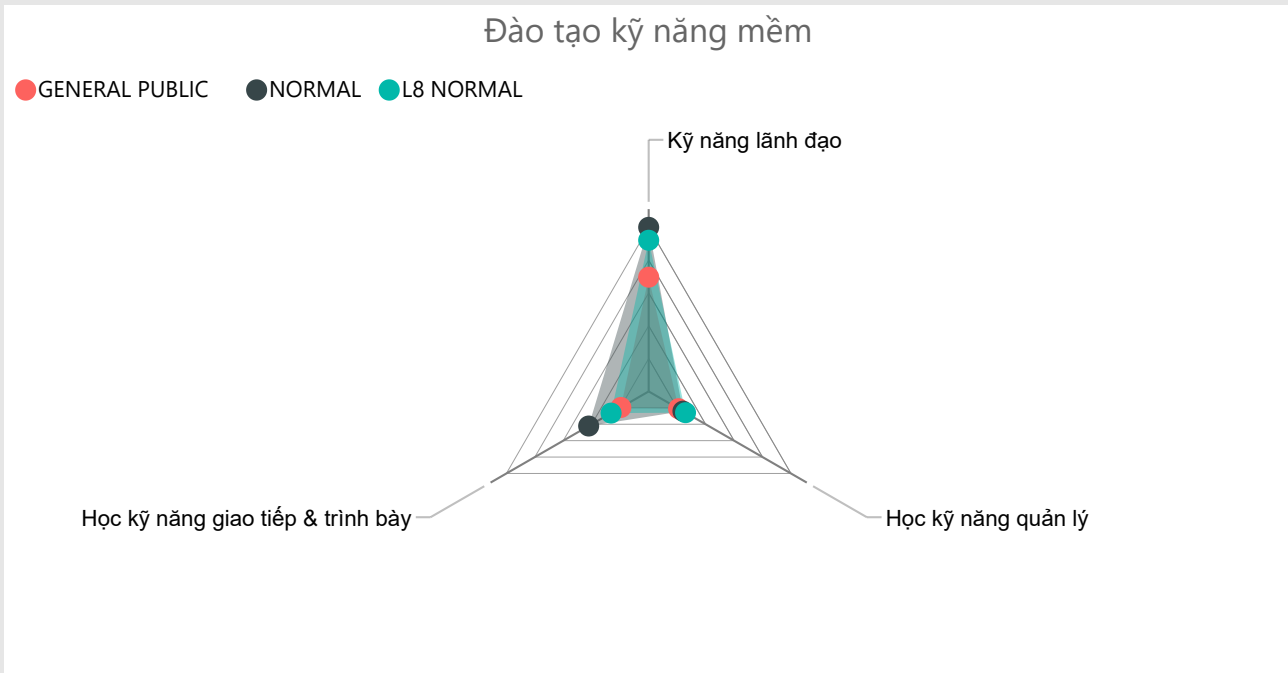 Đào tạo kỹ năng mềm
GENERAL PUBLIC NORMAL L8 NORMAL
Kỹ năng lãnh đạo
Học kỹ năng giao tiếp & trình bày
Học kỹ năng quản lý